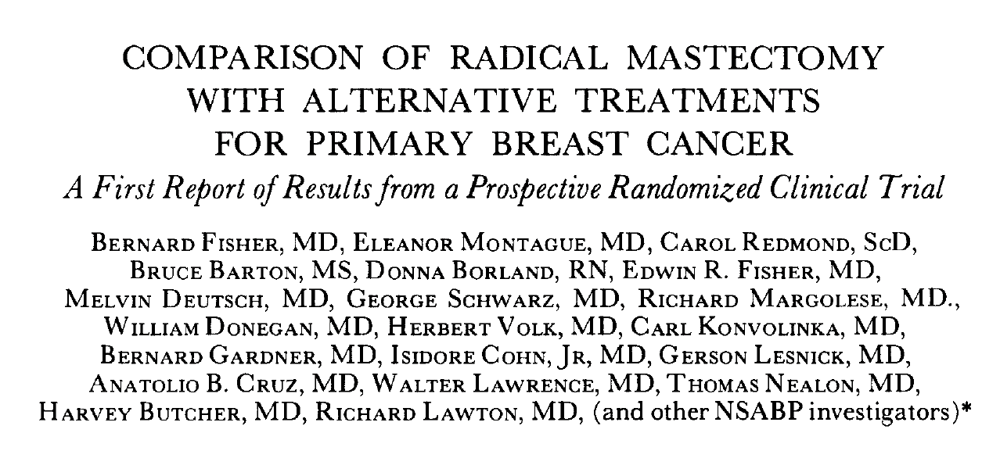 COMPARISON OF RADICAL MASTECTOMY
WITH ALTERNATIVE TREATMENTS
FOR PRIMARY BREAST CANCER
A First Report of Results from a Prospective Randomized Clinical Trial
BERNARD FISHER, MD, ELEANOR MONTAGUE, MD, CAROL REDMOND, ScD,
BRUCE BARTON, MS, DONNA BORLAND, RN, EDWIN R. FISHER, MD,
MELVIN DEUTSCH, MD, GEORGE SCHWARZ, MD, RICHARD MARGOLESE, MD.,
WILLIAM DONEGAN, MD, HERBERT VOLK, MD, CARL KONVOLINKA, MD,
BERNARD GARDNER, MD, ISIDORE COHN, JR, MD, GERSON LESNICK, MD,
ANATOLIO B. CRUZ, MD, WALTER LAWRENCE, MD, THOMAS NEALON, MD,
HARVEY BUTCHER, MD, RICHARD LAWTON, MD, (and other NSABP investigators)*